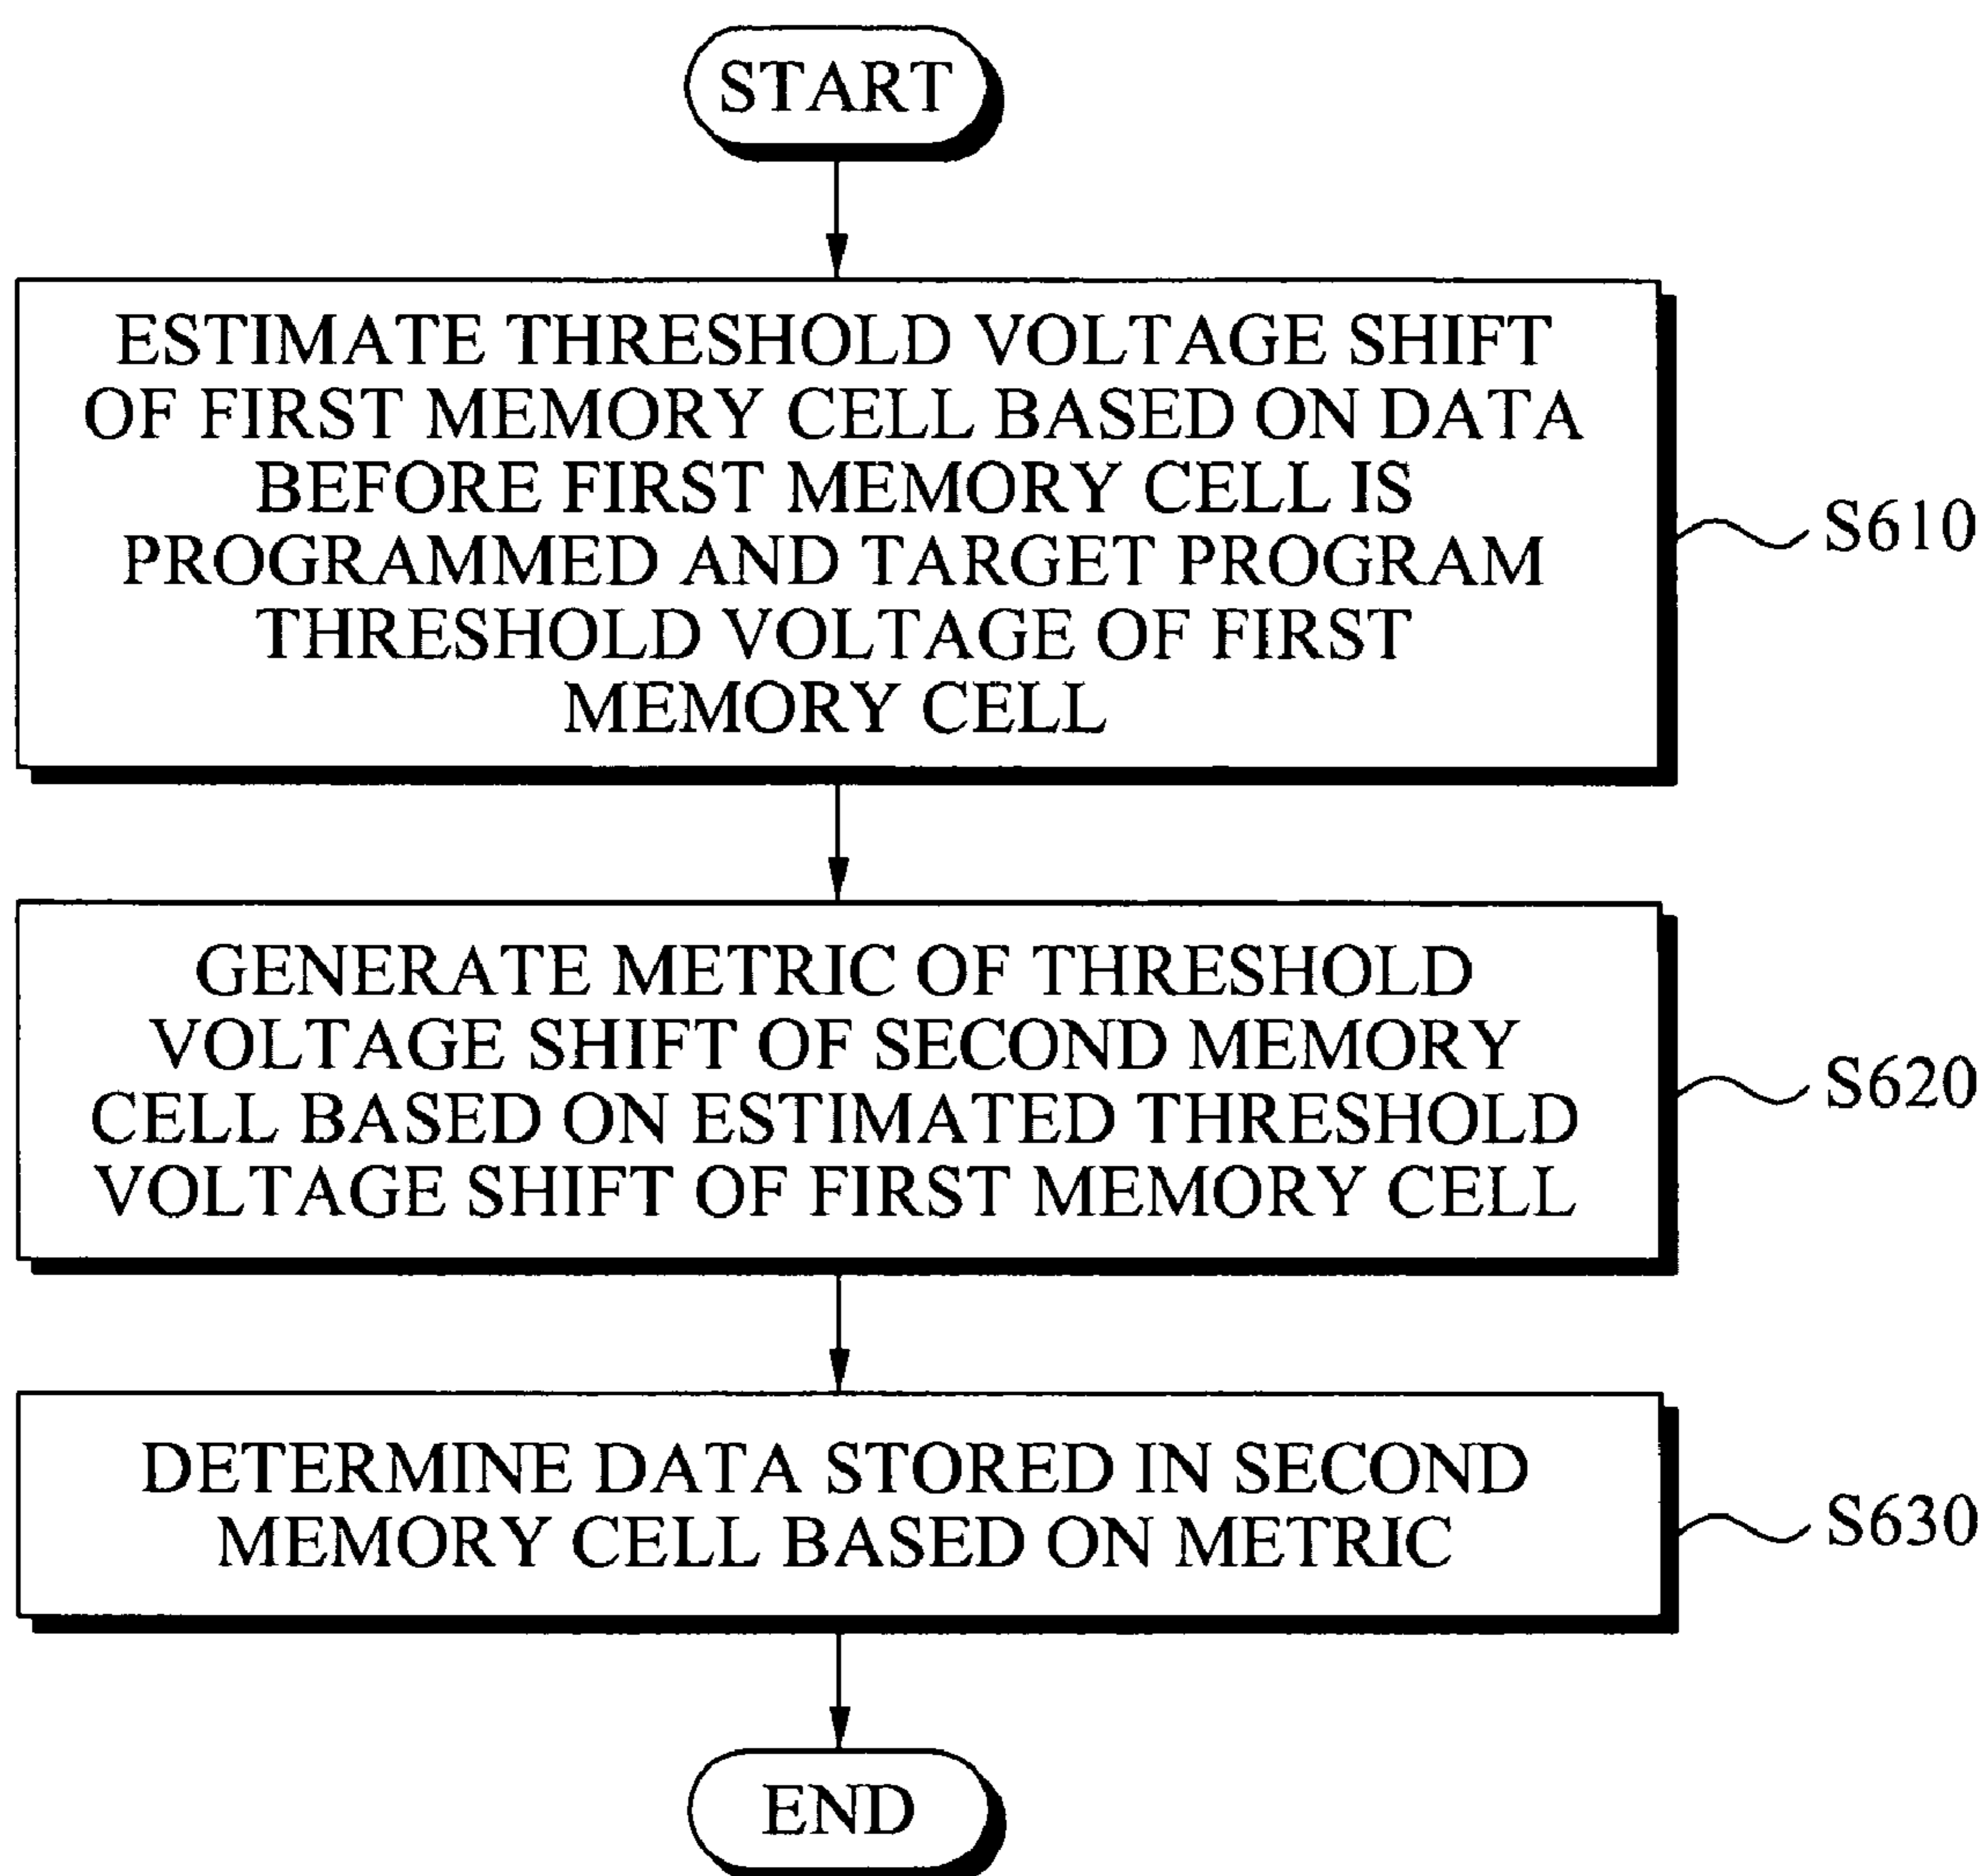 START
ESTIMATE THRESHOLD VOLTAGE SHIFT
OF FIRST MEMORY CELL BASED ON DATA
BEFORE FIRST MEMORY CELL IS
PROGRAMMED AND TARGET PROGRAM
THRESHOLD VOLTAGE OF FIRST
MEMORY CELL
S610
GENERATE METRIC OF THRESHOLD
VOLTAGE SHIFT OF SECOND MEMORY
CELL BASED ON ESTIMATED THRESHOLD
VOLTAGE SHIFT OF FIRST MEMORY CELL
S620
DETERMINE DATA STORED IN SECOND
MEMORY CELL BASED ON METRIC
S630
END